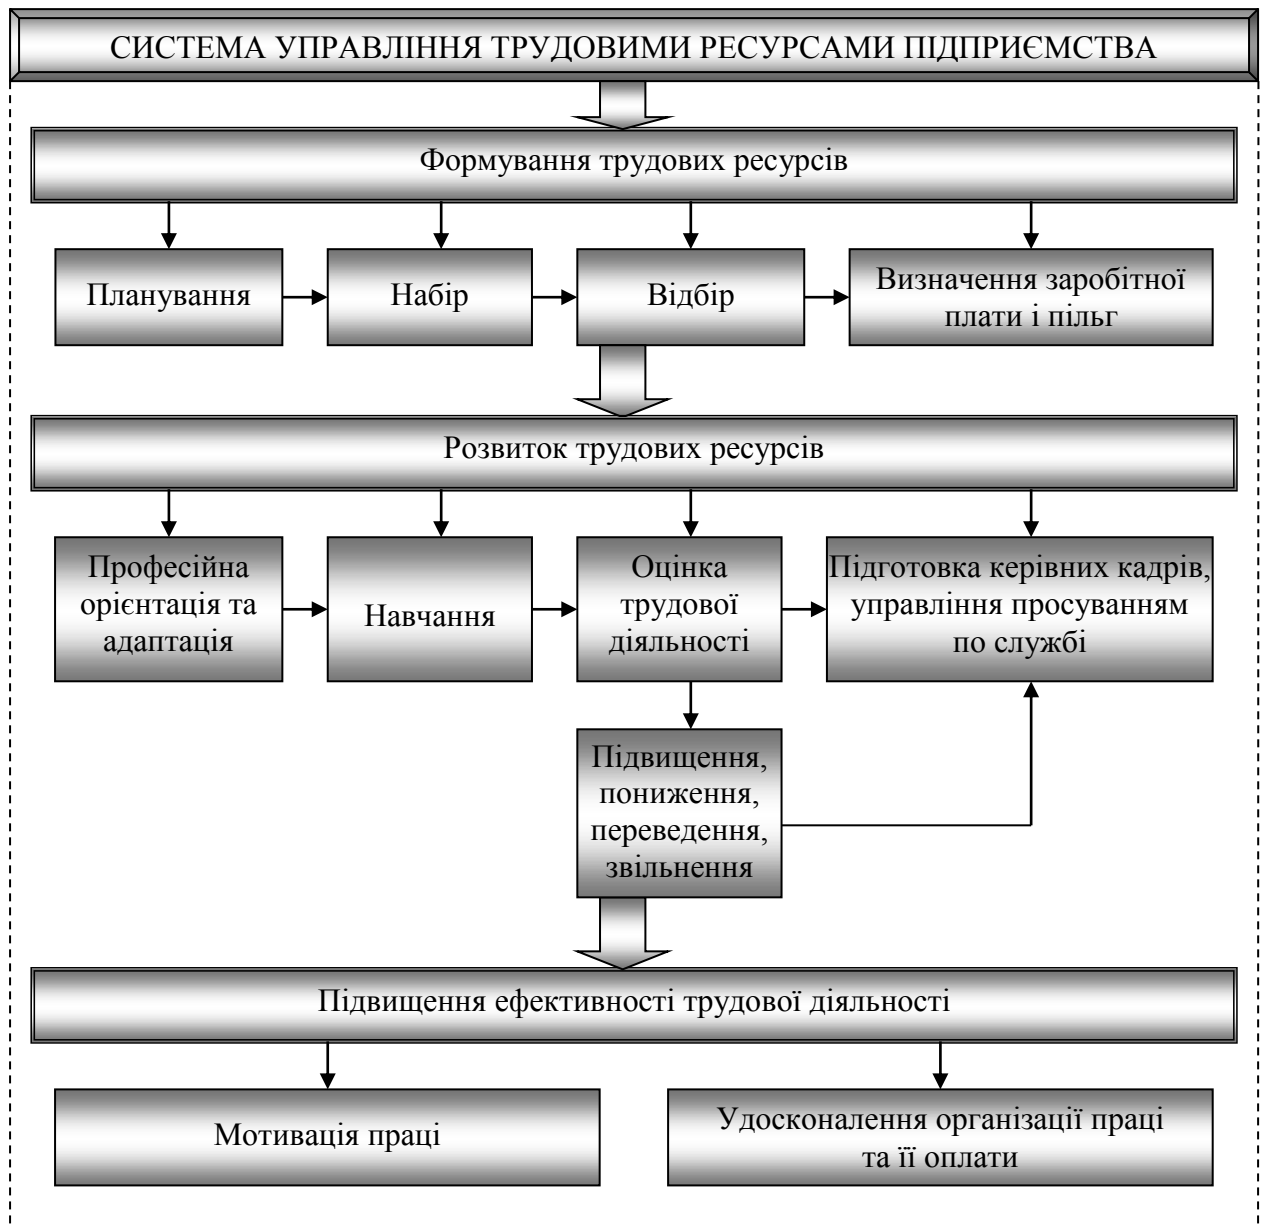 СИСТЕМА УПРАВЛІННЯ ТРУДОВИМИ РЕСУРСАМИ ПІДПРИЄМСТВА
Формування трудових ресурсів
Планування
Набір
Відбір
Визначення заробітної
плати і пільг
Розвиток трудових ресурсів
Професійна
орієнтація та
адаптація
Навчання
Оцінка
трудової
діяльності
Підготовка керівних кадрів,
управління просуванням
по службі
Підвищення,
пониження,
переведення,
звільнення
Підвищення ефективності трудової діяльності
Мотивація праці
Удосконалення організації праці
та її оплати